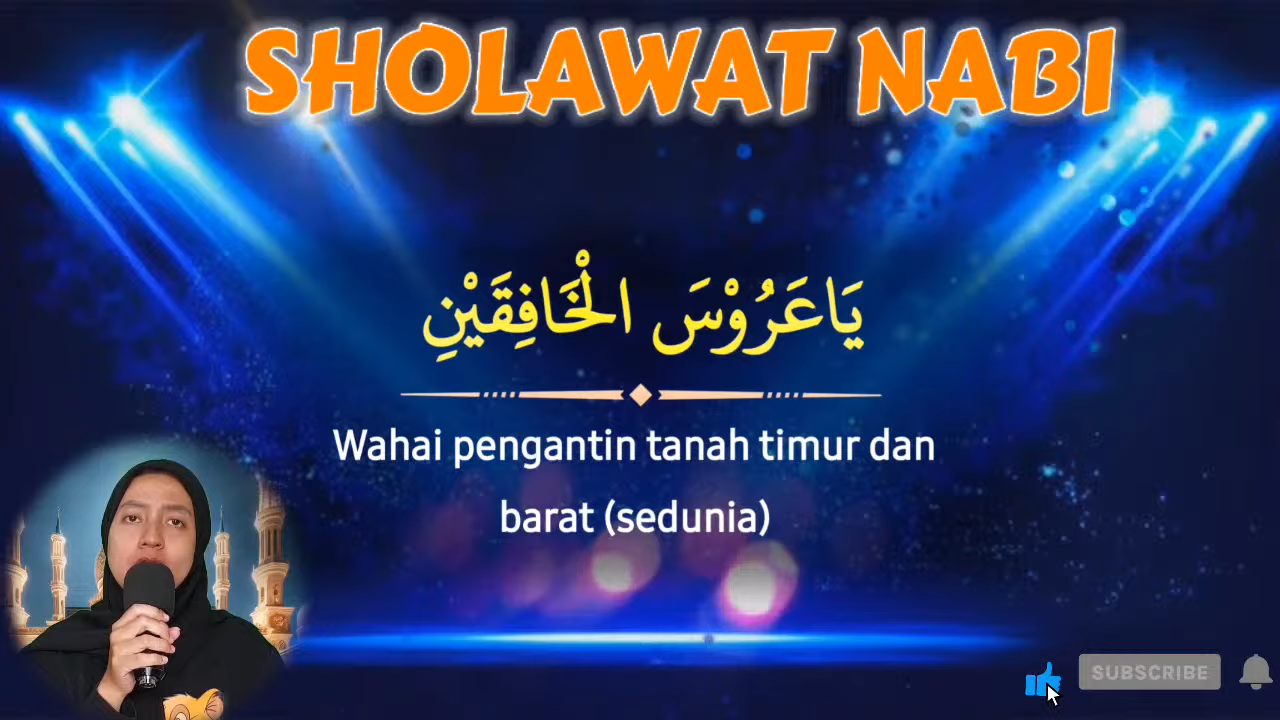 SHOLAWAT NABI
يَاعَرُوْسَ الْخَافِقَيْنِ
Wahai pengantin tanah timur dan
barat (sedunia)
SUBSCRIBE